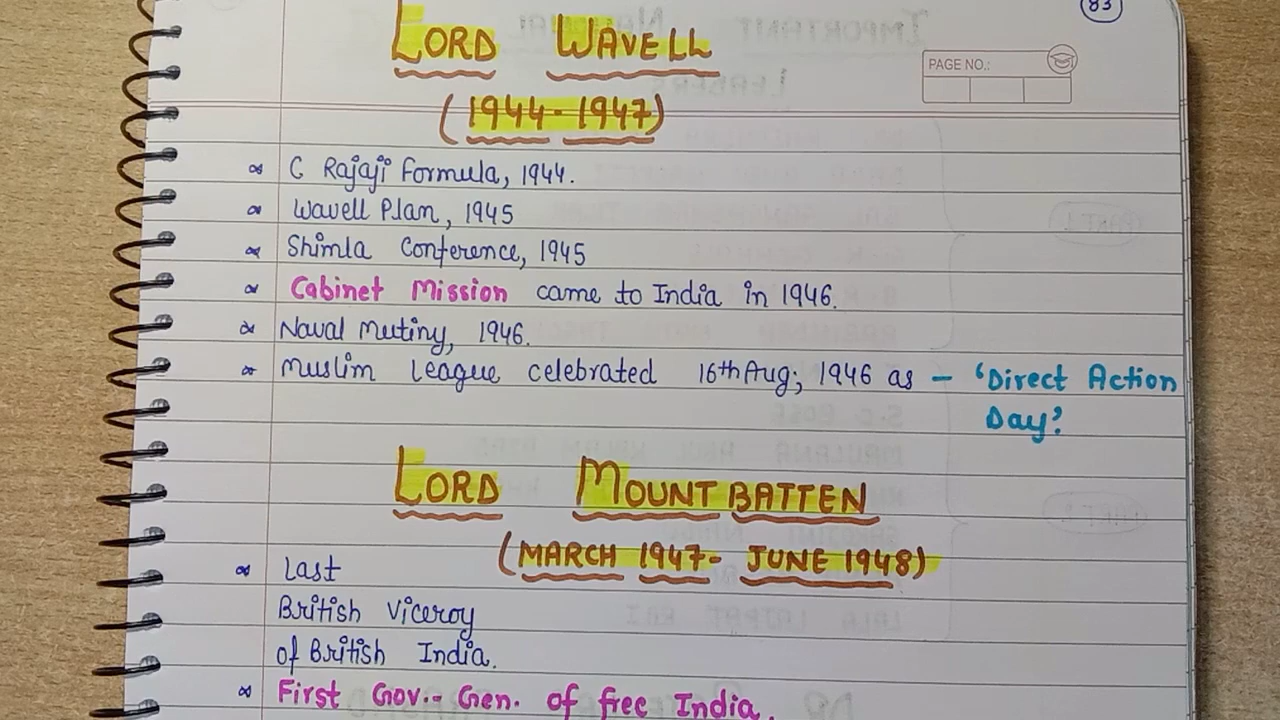 83
LORD WAVELL
PAGE NO.:
(1944-1947)
C Rajaji Formula, 1944.
Wavell Plan, 1945
Shimla Conference, 1945
Cabinet Mission came to India in 1946.
Naval Mutiny, 1946.
Muslim League celebrated 16th Aug; 1946 as - 'Direct Action
Day'
LORD MOUNTBATTEN
(MARCH 1947- JUNE 1948)
Last
British Viceroy
of British India.
First Gov.- Gen. of free India.